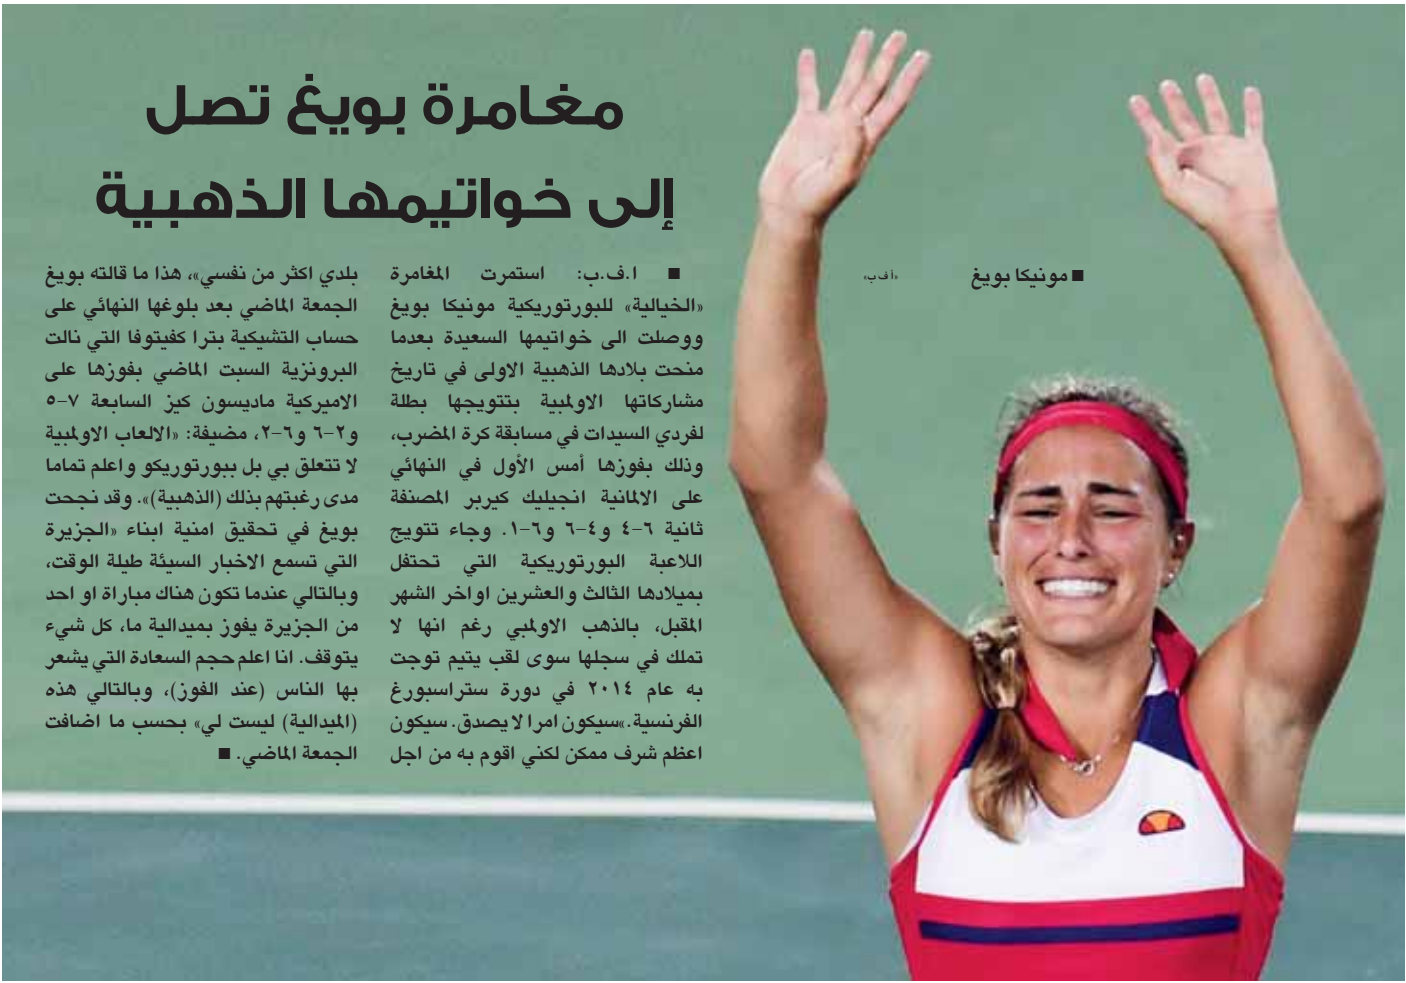 مغامرة بويغ تصل
إلى خواتيمها الذهبية
■ مونيكا بويغ «أ ف ب»
■ ا.ف.ب: استمرت المغامرة
«الخيالية» للبورتوريكية مونيكا بويغ
ووصلت الى خواتيمها السعيدة بعدما
منحت بلادها الذهبية الاولى في تاريخ
مشاركاتها الاولمبية بتتويجها بطلة
لفردي السيدات في مسابقة كرة المضرب،
وذلك بفوزها أمس الأول في النهائي
على الالمانية انجيليك كيربر المصنفة
ثانية ٦-٤ و٤-٦ و٦-١. وجاء تتويج
اللاعبة البورتوريكية التي تحتفل
بميلادها الثالث والعشرين اواخر الشهر
المقبل، بالذهب الاولمبي رغم انها لا
تملك في سجلها سوى لقب يتيم توجت
به عام ٢٠١٤ في دورة ستراسبورغ
الفرنسية.»سيكون امرا لا يصدق. سيكون
اعظم شرف ممكن لكني اقوم به من اجل
بلدي اكثر من نفسي»، هذا ما قالته بويغ
الجمعة الماضي بعد بلوغها النهائي على
حساب التشيكية بترا كفيتوفا التي نالت
البرونزية السبت الماضي بفوزها على
الاميركية ماديسون كيز السابعة ٧-٥
و٢-٦ و٦-٢، مضيفة: «الالعاب الاولمبية
لا تتعلق بي بل ببورتوريكو واعلم تماما
مدى رغبتهم بذلك (الذهبية)». وقد نجحت
بويغ في تحقيق امنية ابناء «الجزيرة
التي تسمع الاخبار السيئة طيلة الوقت،
وبالتالي عندما تكون هناك مباراة او احد
من الجزيرة يفوز بميدالية ما، كل شيء
يتوقف. انا اعلم حجم السعادة التي يشعر
بها الناس (عند الفوز)، وبالتالي هذه
(الميدالية) ليست لي» بحسب ما اضافت
الجمعة الماضي. ■